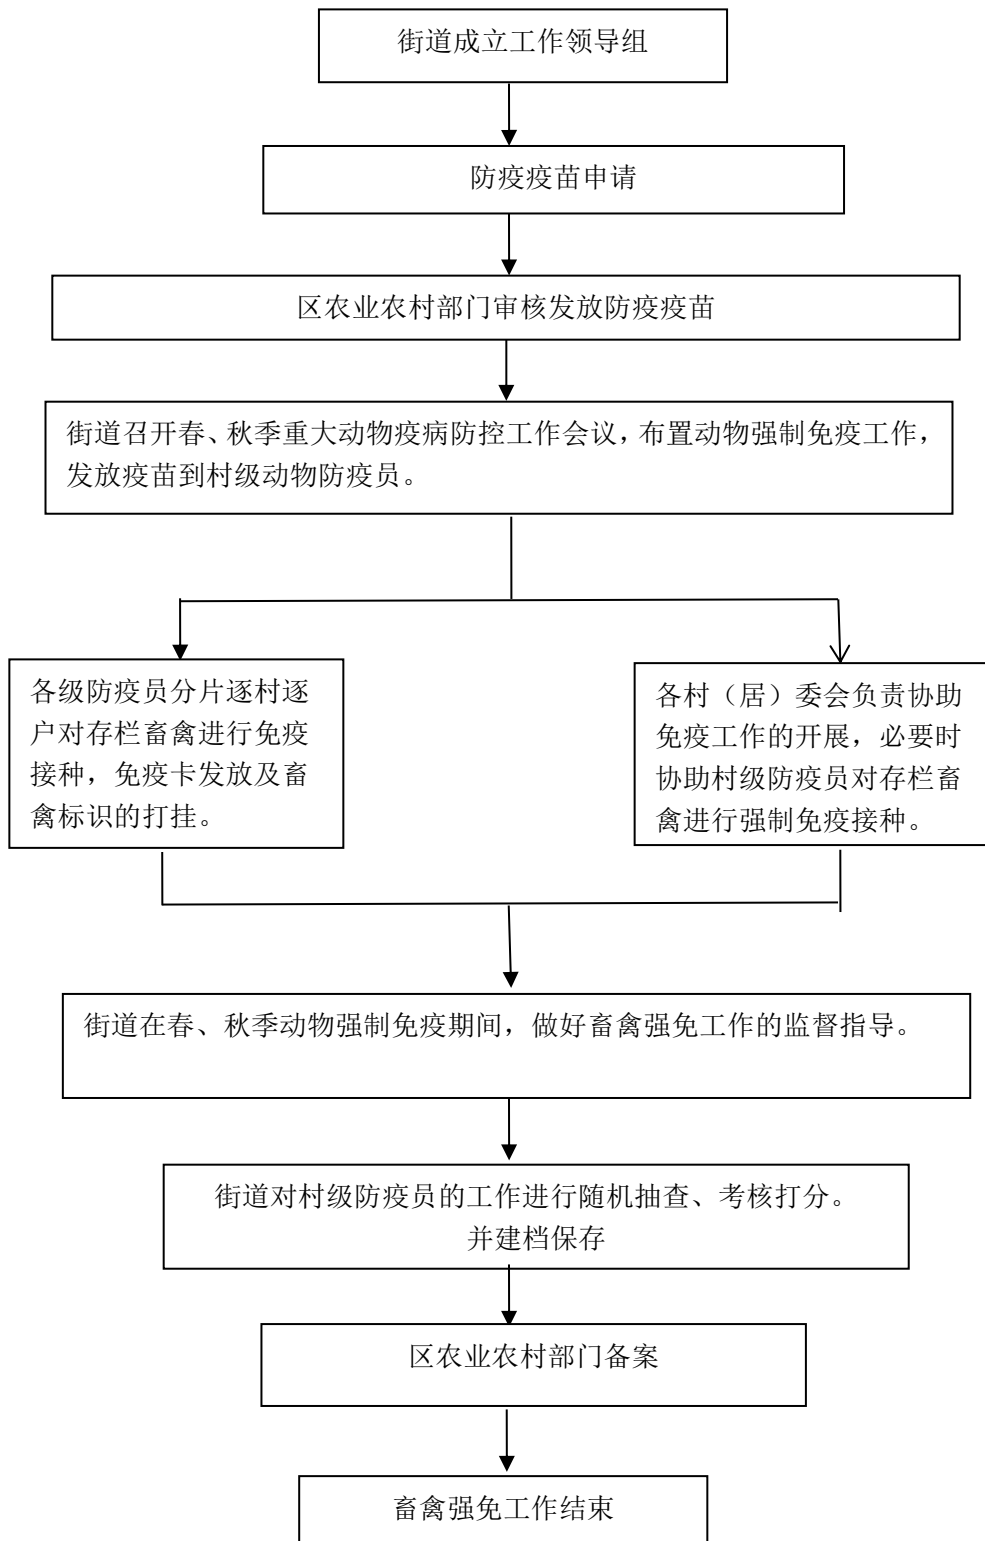 街道成立工作领导组
防疫疫苗申请
区农业农村部门审核发放防疫疫苗
街道召开春、秋季重大动物疫病防控工作会议，布置动物强制免疫工作，
发放疫苗到村级动物防疫员。
各级防疫员分片逐村逐
户对存栏畜禽进行免疫
接种，免疫卡发放及畜
禽标识的打挂。
各村（居）委会负责协助
免疫工作的开展，必要时
协助村级防疫员对存栏畜
禽进行强制免疫接种。
街道在春、秋季动物强制免疫期间，做好畜禽强免工作的监督指导。
街道对村级防疫员的工作进行随机抽查、考核打分。
并建档保存
区农业农村部门备案
畜禽强免工作结束